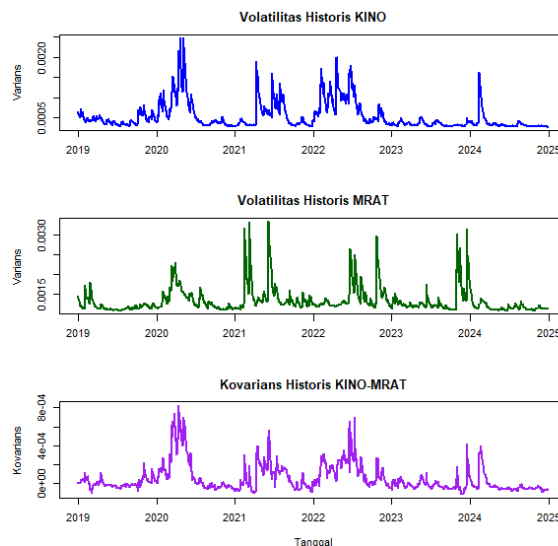 Volatilitas Historis KINO
Varians
0.0020
0.0005
2019 2020 2021 2022 2023 2024 2025
Volatilitas Historis MRAT
Varians
0.0030
0.0015
2019 2020 2021 2022 2023 2024 2025
Kovarians Historis KINO-MRAT
Kovarians
8e-04
4e-04
0e+00
2019 2020 2021 2022 2023 2024 2025
Tanggal